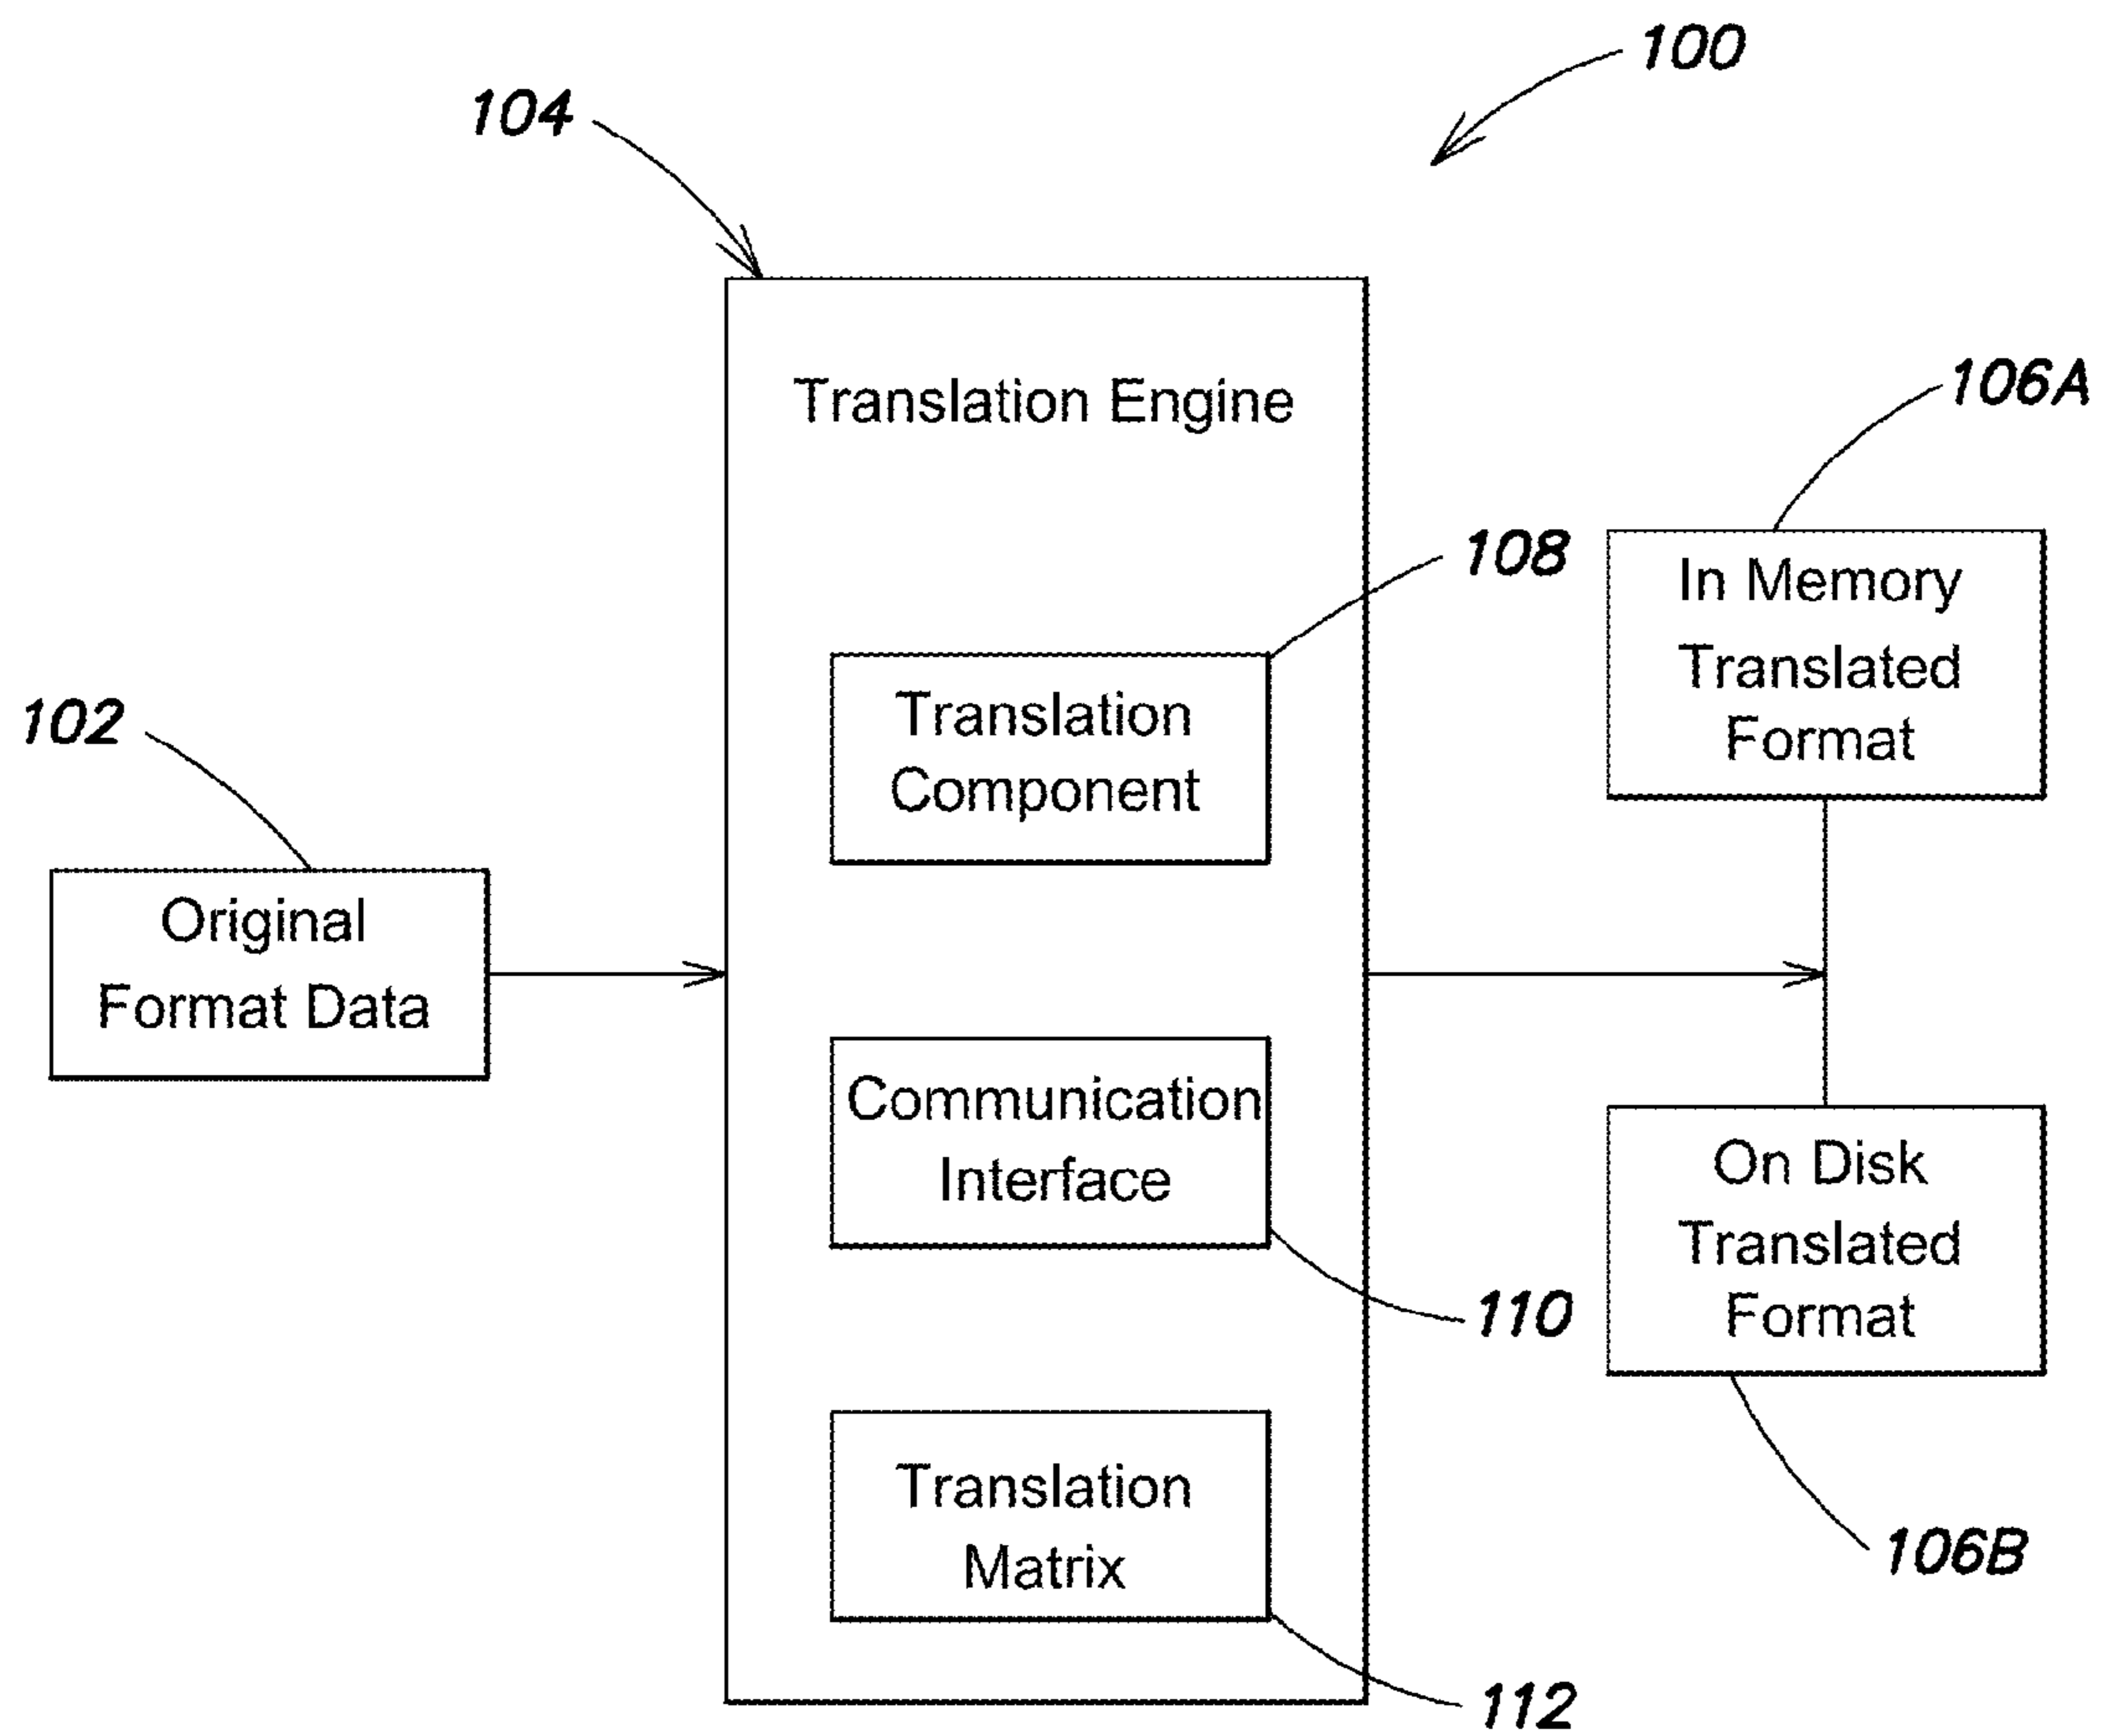 100
104
Translation Engine
106A
108
In Memory
Translated
Format
Translation
Component
102
Original
Format Data
Communication
Interface
110
On Disk
Translated
Format
106B
Translation
Matrix
112